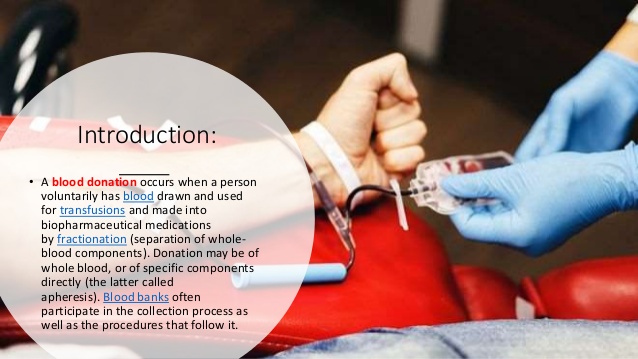 Introduction:
• A blood donation occurs when a person
voluntarily has blood drawn and used
for transfusions and made into
biopharmaceutical medications
by fractionation (separation of whole-
blood components). Donation may be of
whole blood, or of specific components
directly (the latter called
apheresis). Blood banks often
participate in the collection process as
well as the procedures that follow it.